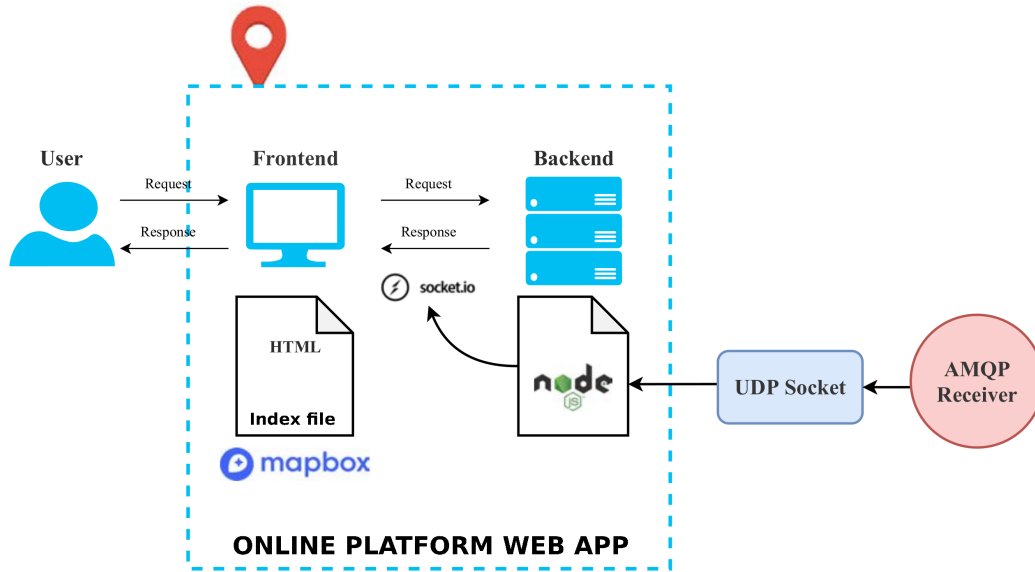 User
Frontend
Backend
Request
Response
Request
Response
socket.io
HTML
Index file
mapbox
node
JS
UDP Socket
AMQP
Receiver
ONLINE PLATFORM WEB APP